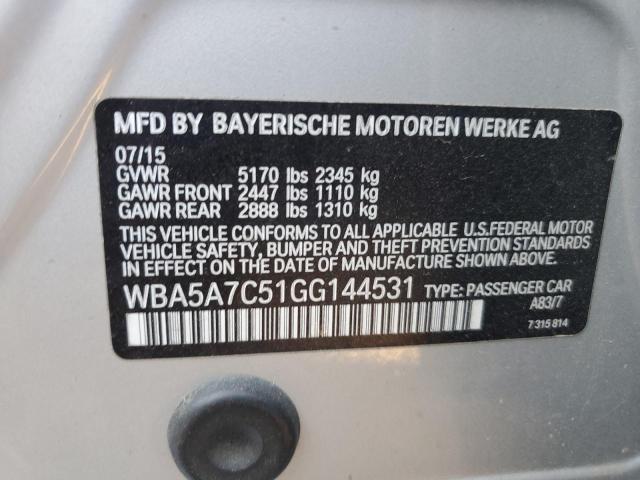 MFD BY BAYERISCHE MOTOREN WERKE AG
07/15
GVWR 5170 lbs 2345 kg
GAWR FRONT 2447 lbs 1110 kg
GAWR REAR 2888 lbs 1310 kg
THIS VEHICLE CONFORMS TO ALL APPLICABLE U.S.FEDERAL MOTOR
VEHICLE SAFETY, BUMPER AND THEFT PREVENTION STANDARDS
IN EFFECT ON THE DATE OF MANUFACTURE SHOWN ABOVE.
WBA5A7C51GG144531 TYPE: PASSENGER CAR
A83/7
7 315 814